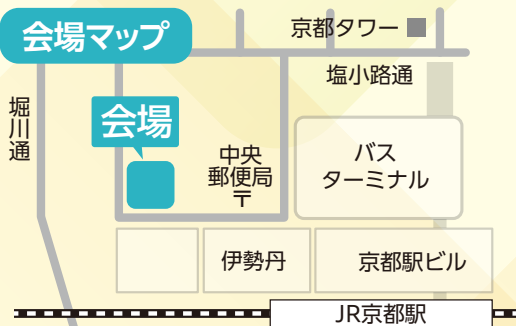 会場マップ
京都タワー
塩小路通
堀川通
会場
中央
郵便局
〒
バス
ターミナル
伊勢丹
京都駅ビル
JR京都駅